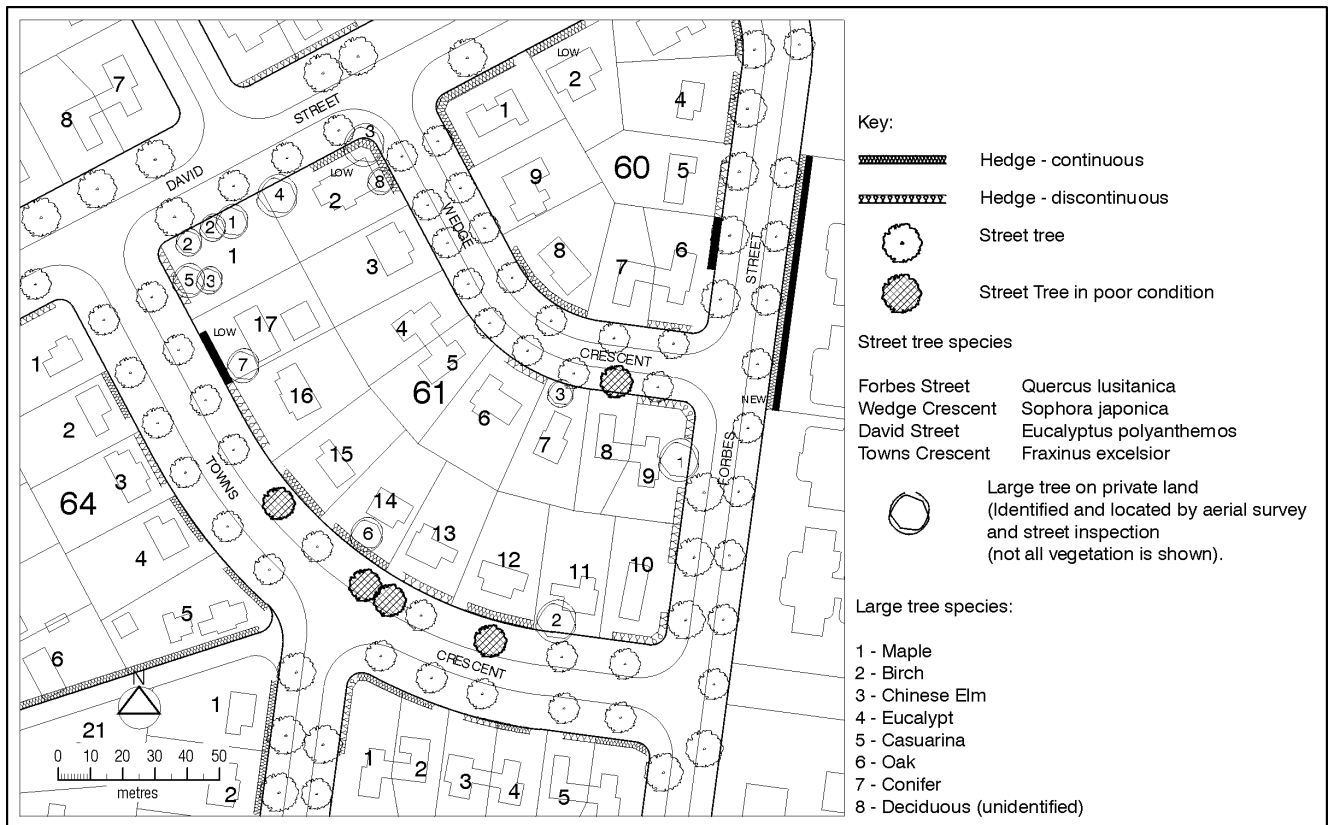 7
8
STREET
DAVID
LOW
2
1
4
3
LOW
2
8
4
9
5
60
WEDGE
2
1
2
1
5
3
3
8
6
7
STREET
LOW
17
7
4
5
CRESCENT
1
16
61
6
3
NEW
2
7
8
9
1
FORBES
3
15
TOWNS
64
14
6
13
4
12
11
10
5
2
6
CRESCENT
N
1
21
0 10 20 30 40 50
metres
2
1
2
3
4
5
Key:
Hedge - continuous
Hedge - discontinuous
Street tree
Street Tree in poor condition
Street tree species
Forbes Street Quercus lusitanica
Wedge Crescent Sophora japonica
David Street Eucalyptus polyanthemos
Towns Crescent Fraxinus excelsior
Large tree on private land
(Identified and located by aerial survey
and street inspection
(not all vegetation is shown).
Large tree species:
1 - Maple
2 - Birch
3 - Chinese Elm
4 - Eucalypt
5 - Casuarina
6 - Oak
7 - Conifer
8 - Deciduous (unidentified)